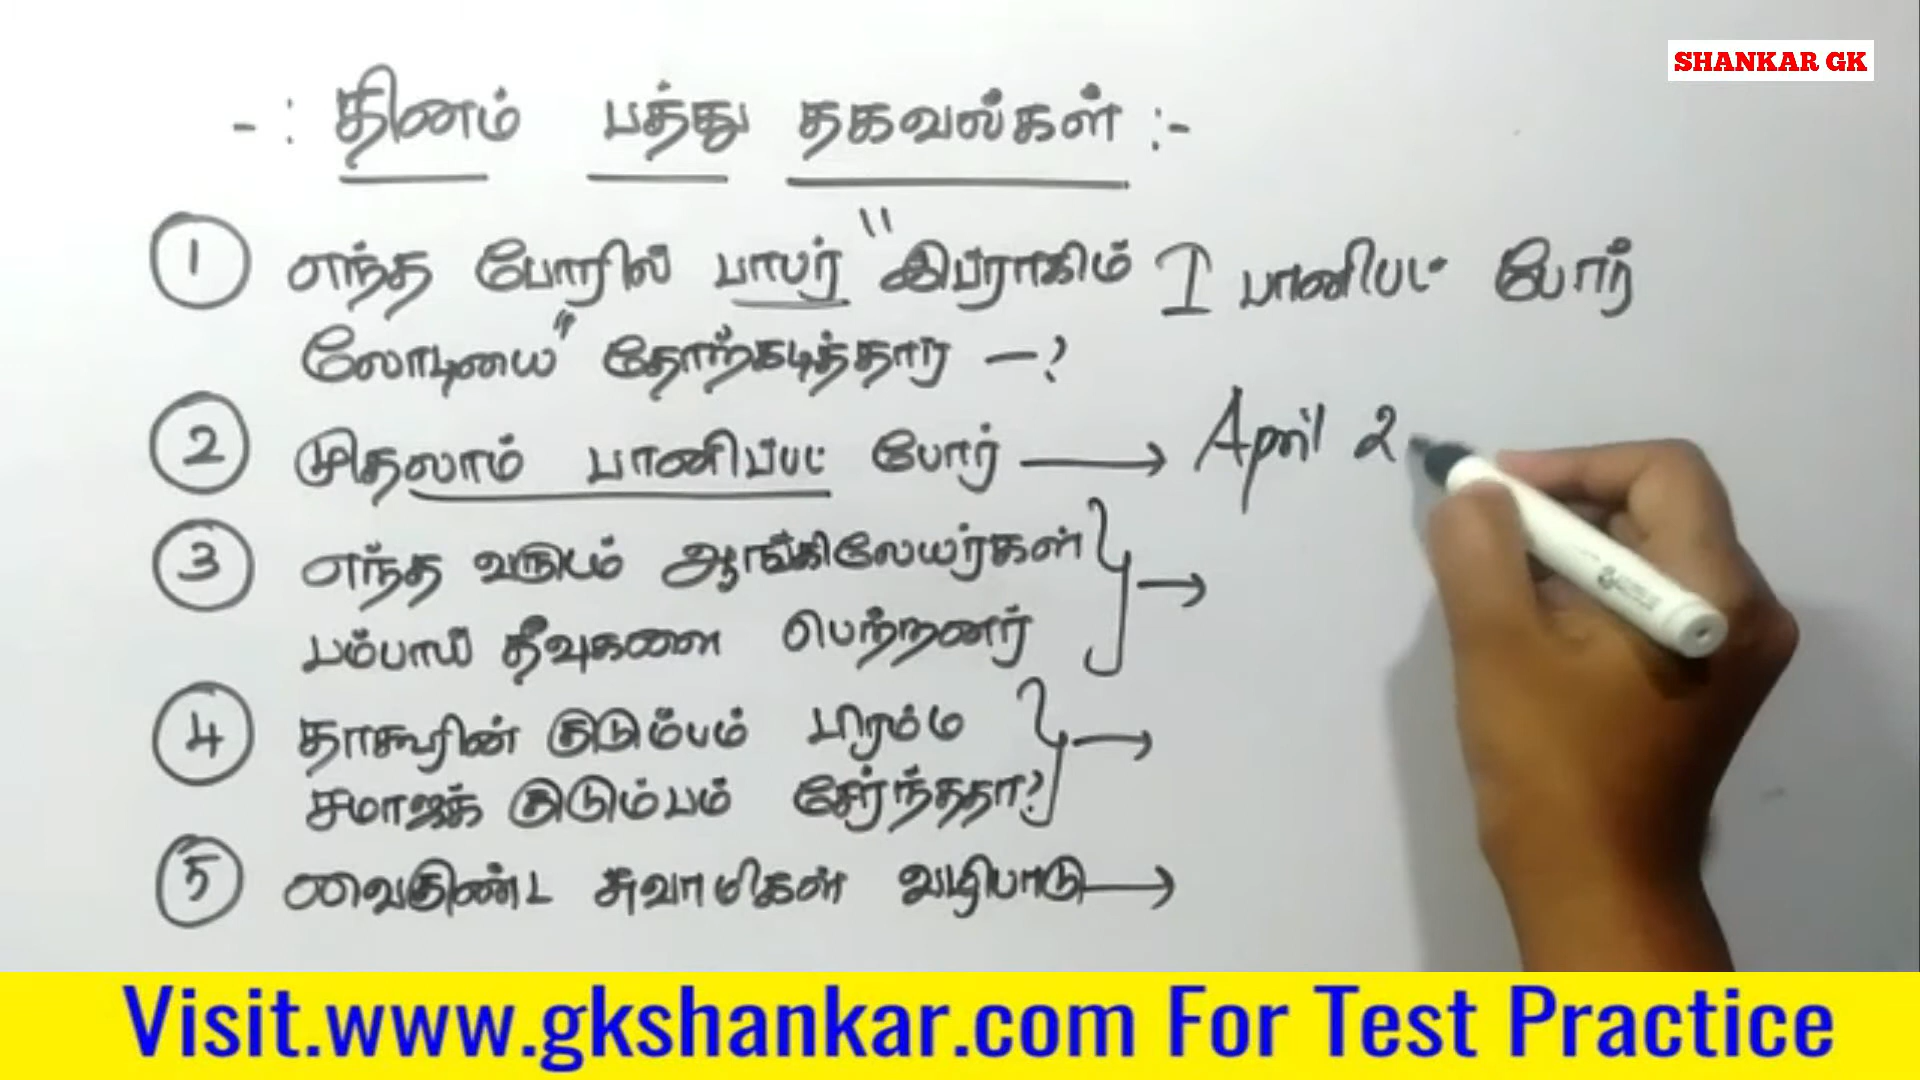 SHANKAR GK
-: தினம் பத்து தகவல்கள் :-
1 எந்த போரில் பாபர் "இப்ராகிம் I பானிபட் போர்
லோடியை" தோற்கடித்தார் -?
2 முதலாம் பானிப்பட் போர் → April 2
3 எந்த வருடம் ஆங்கிலேயர்கள்
பம்பாய் தீவுகளை பெற்றனர் →
4 தாகூரின் குடும்பம் பிரம்ம
சமாஜக் குடும்பம் சேர்ந்ததா? →
5 வைகுண்ட சுவாமிகள் வழிபாடு →
Visit.www.gkshankar.com For Test Practice